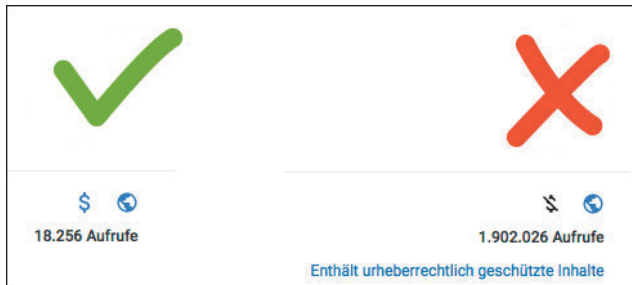 $ $
18.256 Aufrufe 1.902.026 Aufrufe
Enthält urheberrechtlich geschützte Inhalte